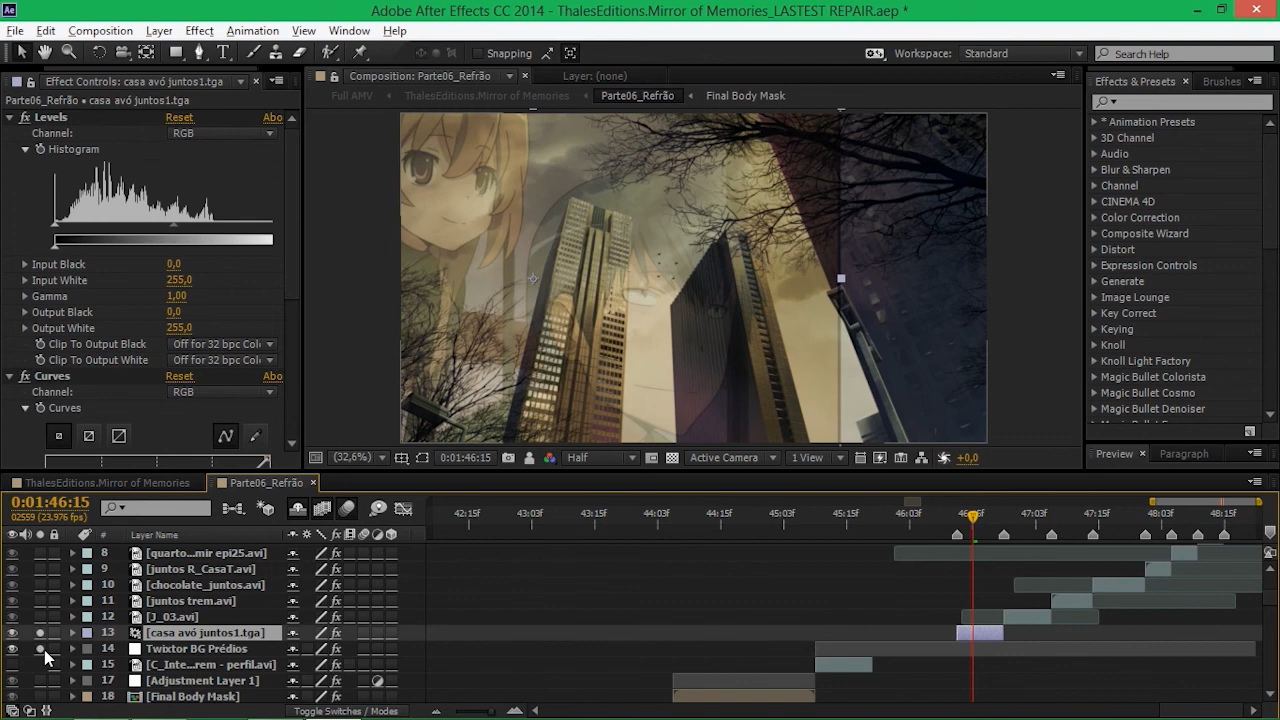 Adobe After Effects CC 2014 - ThalesEditions.Mirror of Memories_LASTEST REPAIR.aep *
File Edit Composition Layer Effect Animation View Window Help
Snapping
Workspace: Standard
Search Help
Effect Controls: casa avó juntos1.tga
Composition: Parte06_Refrão
Layer: (none)
Effects & Presets
Brushes
Parte06_Refrão • casa avó juntos1.tga
Full AMV
ThalesEditions.Mirror of Memories
Parte06_Refrão
Final Body Mask
Levels Reset Abo
Channel: RGB
Histogram
Input Black 0,0
Input White 255,0
Gamma 1,00
Output Black 0,0
Output White 255,0
Clip To Output Black Off for 32 bpc Col
Clip To Output White Off for 32 bpc Col
Curves Reset Abo
Channel: RGB
Curves
* Animation Presets
3D Channel
Audio
Blur & Sharpen
Channel
CINEMA 4D
Color Correction
Composite Wizard
Distort
Expression Controls
Generate
Image Lounge
Key Correct
Keying
Knoll
Knoll Light Factory
Magic Bullet Colorista
Magic Bullet Cosmo
Magic Bullet Denoiser
Preview
Paragraph
(32,6%)
0:01:46:15
Half
Active Camera
1 View
+0,0
ThalesEditions.Mirror of Memories
Parte06_Refrão
0:01:46:15
02559 (23.976 fps)
42:15f 43:03f 43:15f 44:03f 44:15f 45:03f 45:15f 46:03f 47:03f 47:15f 48:03f 48:15f
# Layer Name
8 [quarto...mir epi25.avi]
9 [juntos R_CasaT.avi]
10 [chocolate_juntos.avi]
11 [juntos trem.avi]
12 [J_03.avi]
13 [casa avó juntos1.tga]
14 Twixtor BG Prédios
15 [C_Inte...rem - perfil.avi]
17 [Adjustment Layer 1]
18 [Final Body Mask]
Toggle Switches / Modes